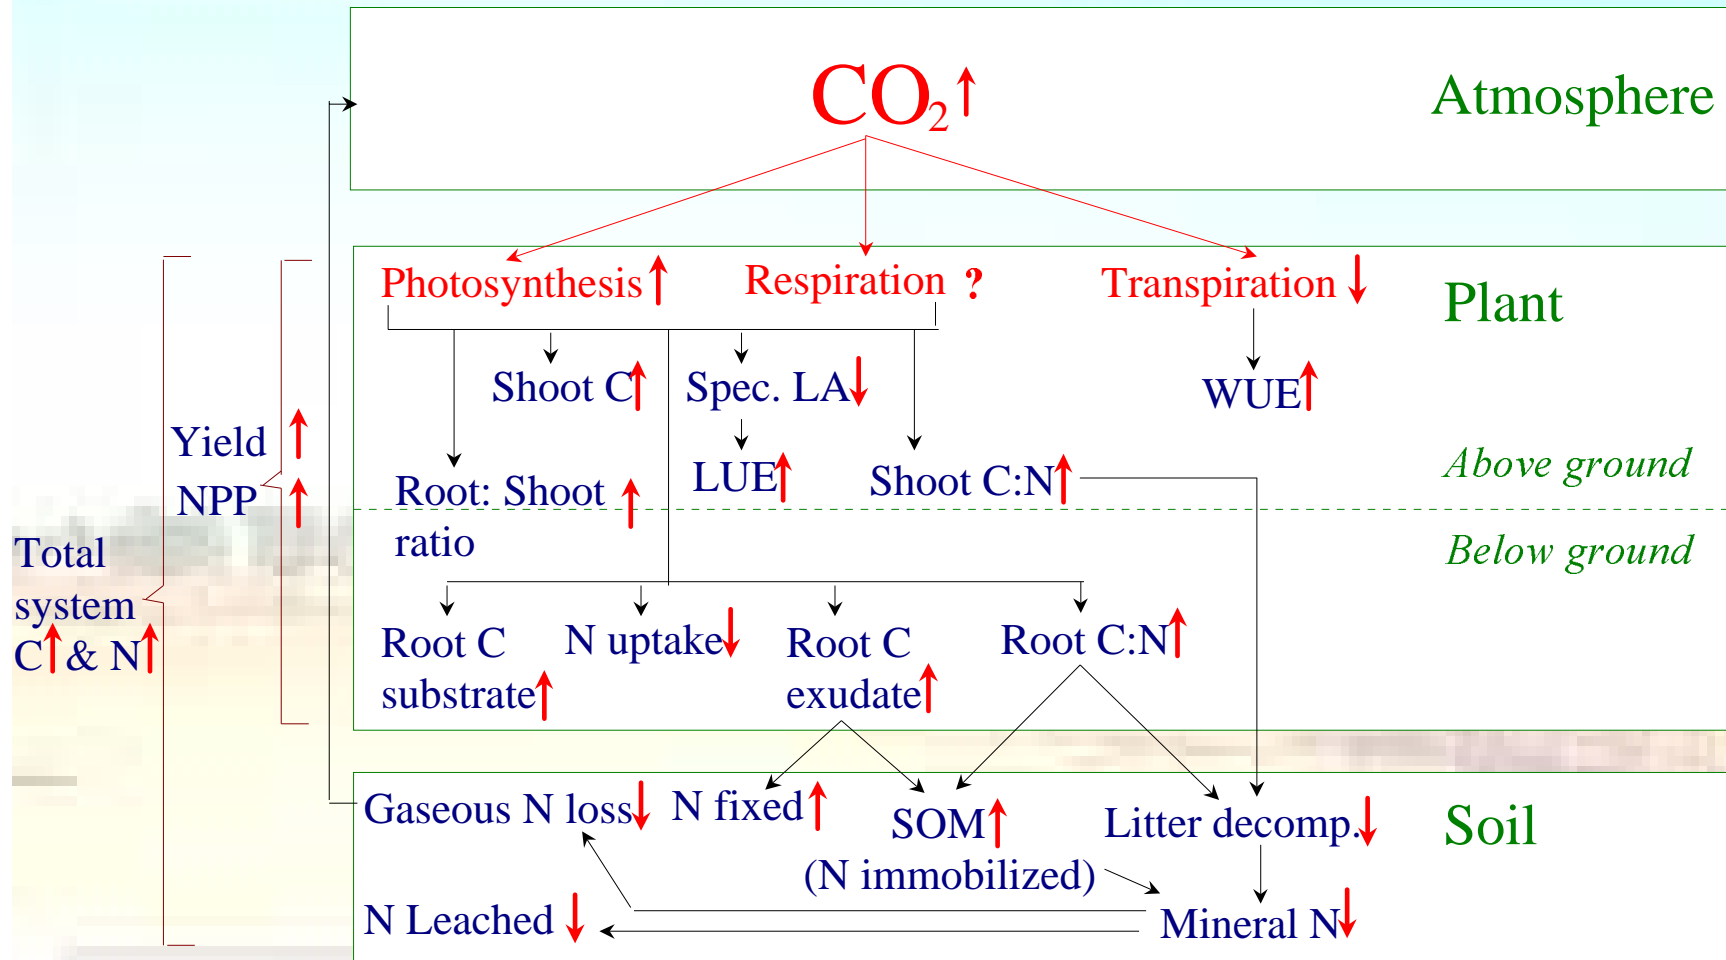 CO₂↑
Atmosphere
Photosynthesis↑
Respiration ?
Transpiration↓
Plant
Shoot C↑
Spec. LA↓
WUE↑
Yield ↑
NPP ↑
Root: Shoot ↑
ratio
LUE↑
Shoot C:N↑
Above ground
Below ground
Total
system
C↑& N↑
Root C
substrate↑
N uptake↓
Root C
exudate↑
Root C:N↑
Gaseous N loss↓
N fixed↑
SOM↑
(N immobilized)
Litter decomp.↓
Soil
N Leached ↓
Mineral N↓